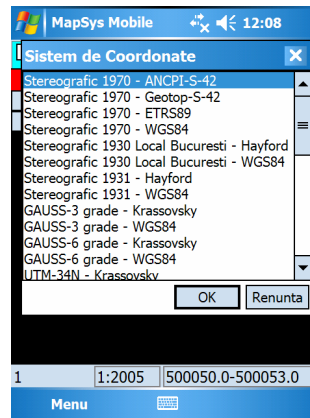 MapSys Mobile 12:08
Sistem de Coordonate
Stereografic 1970 - ANCPI-S-42
Stereografic 1970 - Geotop-S-42
Stereografic 1970 - ETRS89
Stereografic 1970 - WGS84
Stereografic 1930 Local Bucuresti - Hayford
Stereografic 1930 Local Bucuresti - WGS84
Stereografic 1931 - Hayford
Stereografic 1931 - WGS84
GAUSS-3 grade - Krassovsky
GAUSS-3 grade - WGS84
GAUSS-6 grade - Krassovsky
GAUSS-6 grade - WGS84
UTM-34N - Krassovsky
OK Renunta
1 1:2005 500050.0-500053.0
Menu